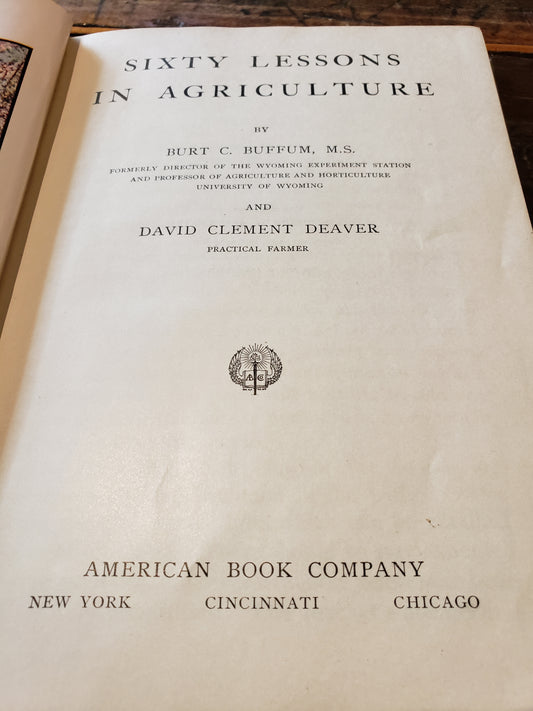 SIXTY LESSONS
IN AGRICULTURE
BY
BURT C. BUFFUM, M.S.
FORMERLY DIRECTOR OF THE WYOMING EXPERIMENT STATION
AND PROFESSOR OF AGRICULTURE AND HORTICULTURE
UNIVERSITY OF WYOMING
AND
DAVID CLEMENT DEAVER
PRACTICAL FARMER
AMERICAN BOOK COMPANY
NEW YORK CINCINNATI CHICAGO